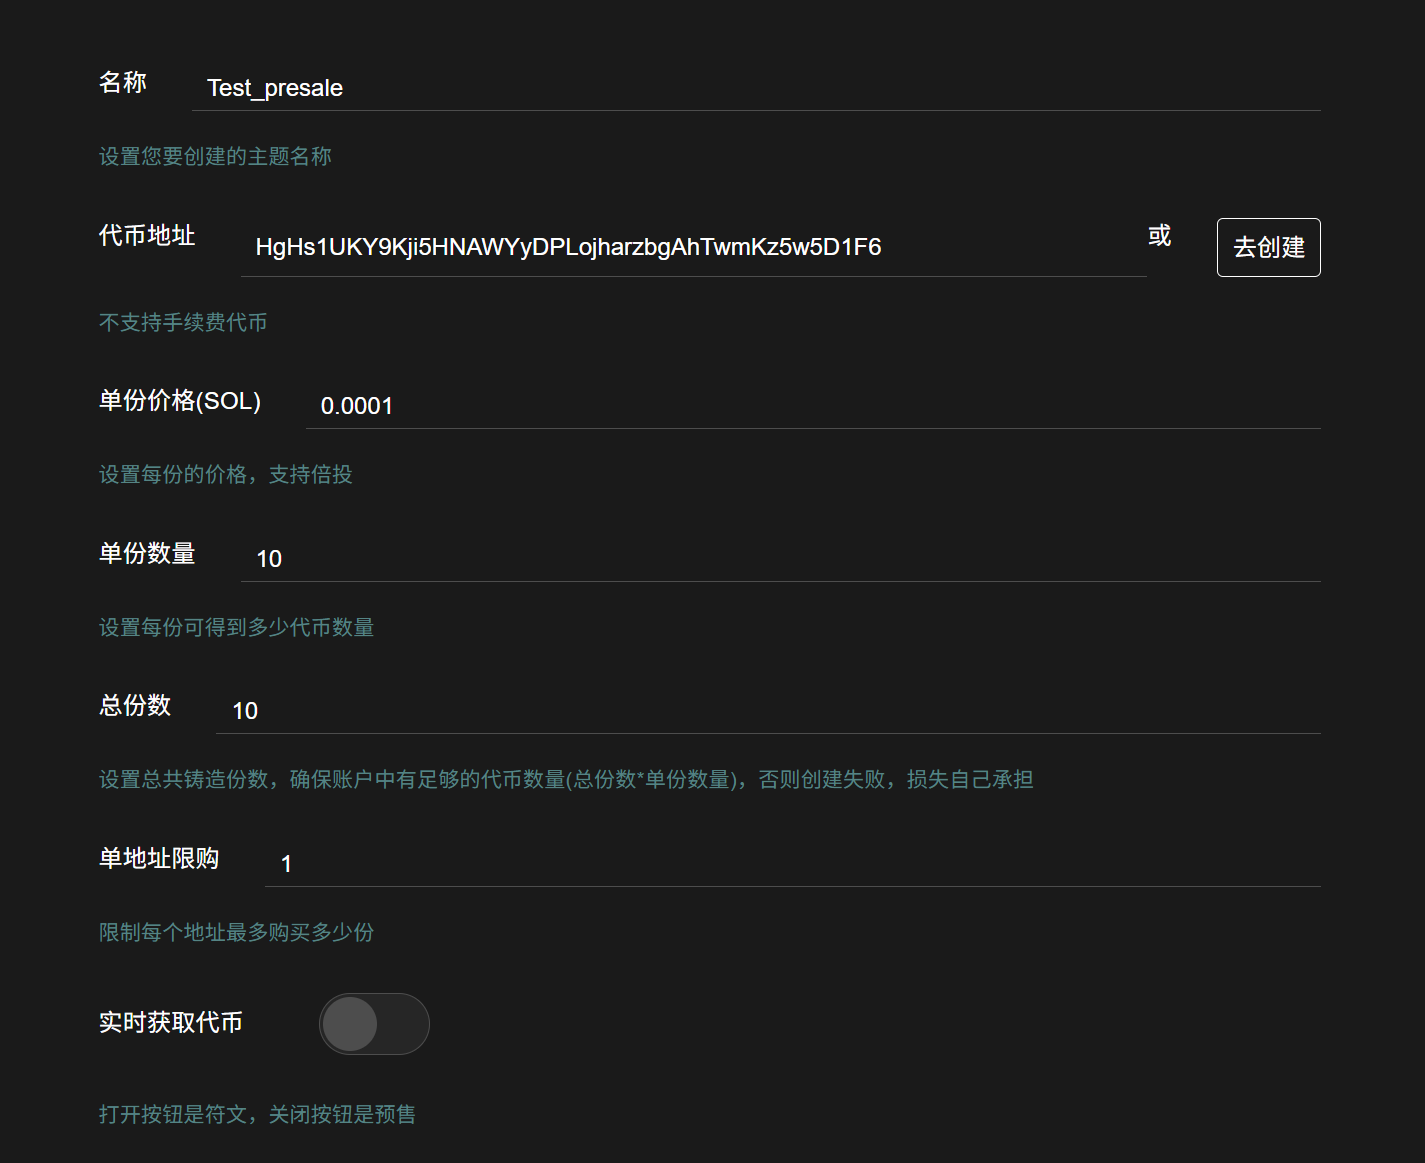 名称 Test_presale
设置您要创建的主题名称
代币地址 HgHs1UKY9Kji5HNAWYyDPLojharzbgAhTwmKz5w5D1F6 或 去创建
不支持手续费代币
单份价格(SOL) 0.0001
设置每份的价格，支持倍投
单份数量 10
设置每份可得到多少代币数量
总份数 10
设置总共铸造份数，确保账户中有足够的代币数量(总份数*单份数量)，否则创建失败，损失自己承担
单地址限购 1
限制每个地址最多购买多少份
实时获取代币
打开按钮是符文，关闭按钮是预售